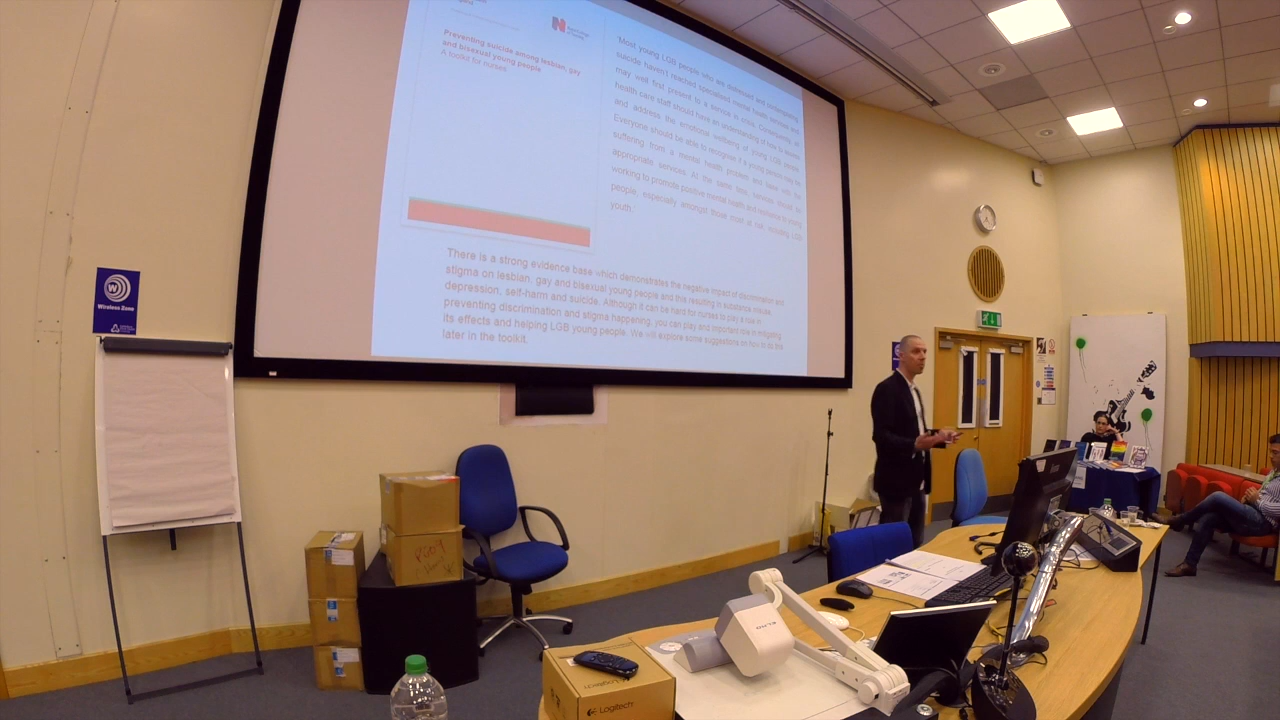 Preventing suicide among lesbian, gay
and bisexual young people
A toolkit for nurses
'Most young LGB people who are distressed and contemplating
suicide haven't reached specialised mental health services and
may well first present to a service in crisis. Consequently, all
health care staff should have an understanding of how to assess
and address the emotional wellbeing of young LGB people.
Everyone should be able to recognise if a young person may be
suffering from a mental health problem and liaise with the
appropriate services. At the same time, services should be
working to promote positive mental health and resilience in young
people, especially amongst those most at risk including LGB
youth.'
There is a strong evidence base which demonstrates the negative impact of discrimination and
stigma on lesbian, gay and bisexual young people and this resulting in substance misuse,
depression, self-harm and suicide. Although it can be hard for nurses to play a role in
preventing discrimination and stigma happening, you can play and important role in mitigating
its effects and helping LGB young people. We will explore some suggestions on how to do this
later in the toolkit.
W
Wireless Zone
ELMO
Logitech